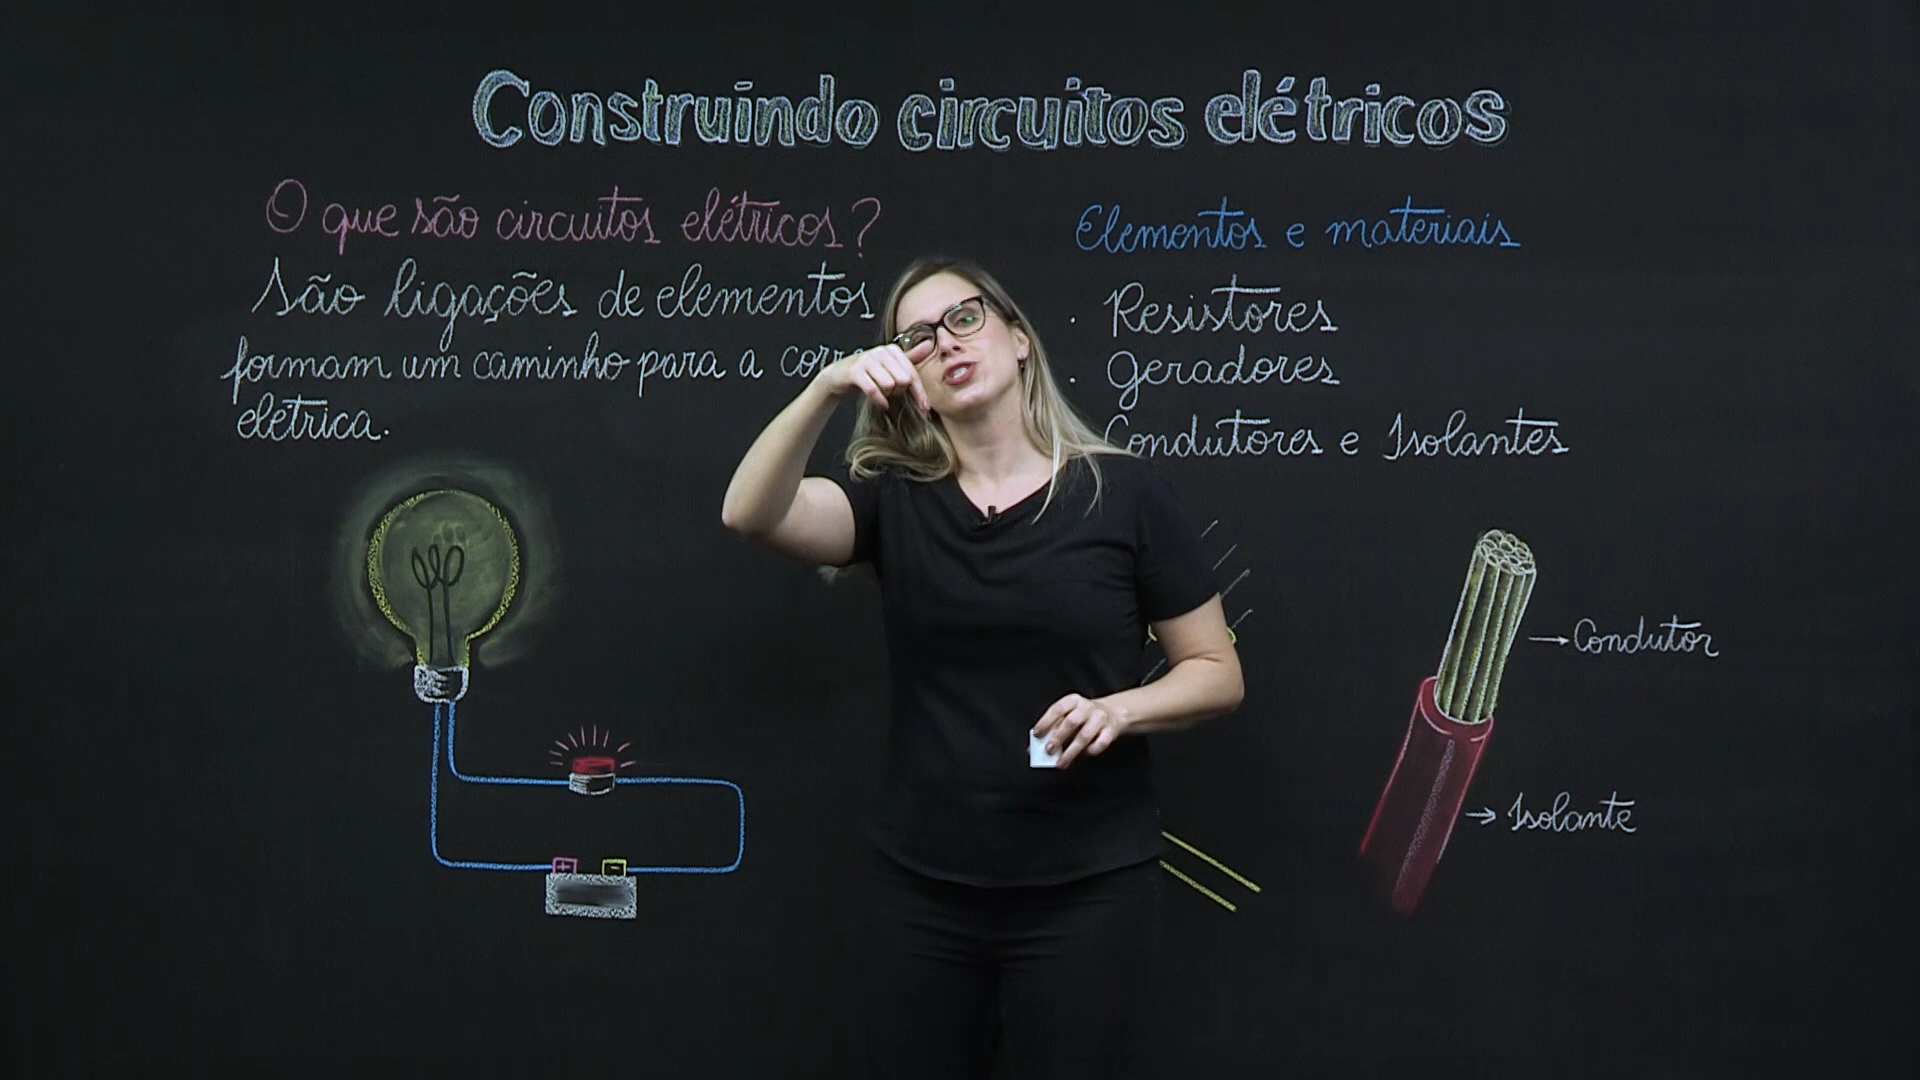 Construindo circuitos elétricos
O que são circuitos elétricos?
São ligações de elementos
formam um caminho para a
elétrica.
Elementos e materiais
. Resistores
. Geradores
Condutores e Isolantes
→ Condutor
→ Isolante
+ -